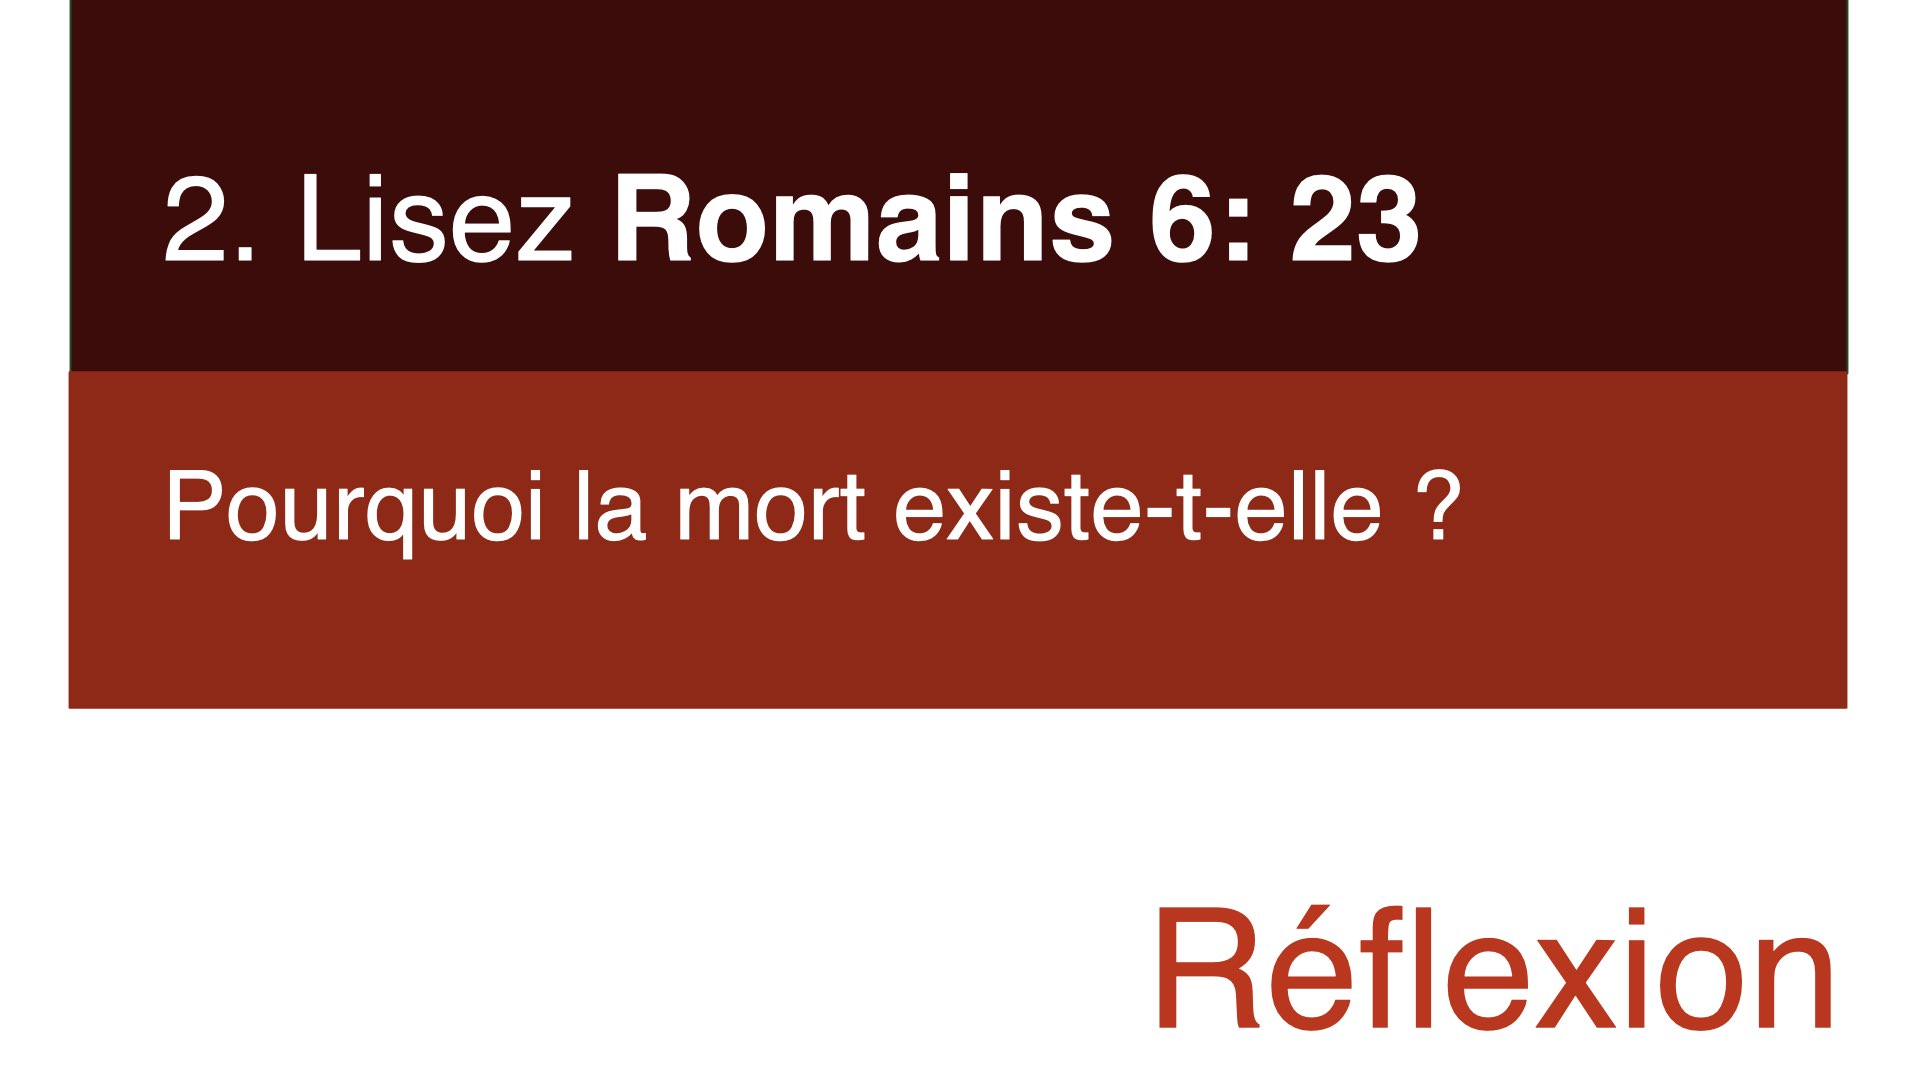 2. Lisez Romains 6: 23
Pourquoi la mort existe-t-elle ?
Réflexion